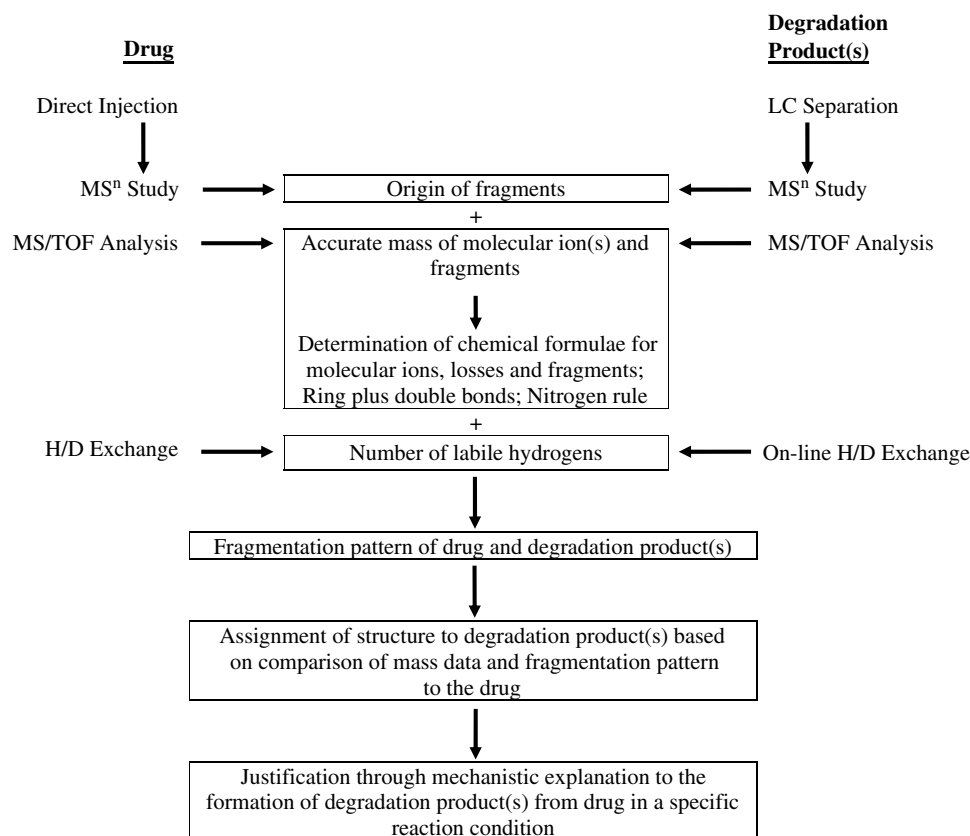 Drug
Degradation
Product(s)
Direct Injection
LC Separation
MSⁿ Study
Origin of fragments
MSⁿ Study
+
MS/TOF Analysis
Accurate mass of molecular ion(s) and
fragments
MS/TOF Analysis
Determination of chemical formulae for
molecular ions, losses and fragments;
Ring plus double bonds; Nitrogen rule
+
H/D Exchange
Number of labile hydrogens
On-line H/D Exchange
Fragmentation pattern of drug and degradation product(s)
Assignment of structure to degradation product(s) based
on comparison of mass data and fragmentation pattern
to the drug
Justification through mechanistic explanation to the
formation of degradation product(s) from drug in a specific
reaction condition